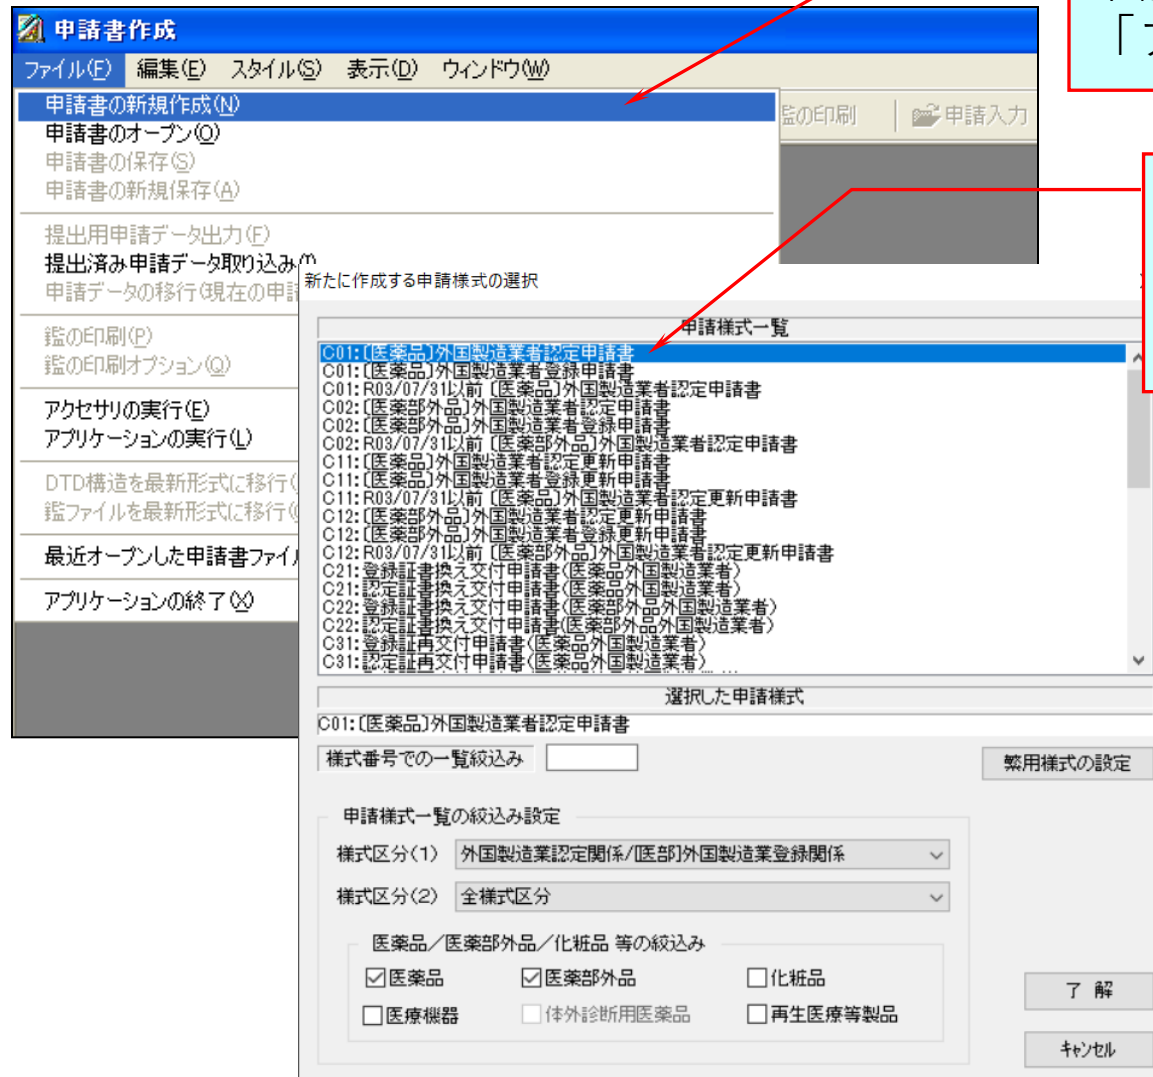 申請書作成
「フ
ファイル(F) 編集(E) スタイル(S) 表示(D) ウィンドウ(W)
申請書の新規作成(N)
鑑の印刷 申請入力
申請書のオープン(O)
申請書の保存(S)
申請書の新規保存(A)
提出用申請データ出力(F)
提出済み申請データ取り込み(I)
申請データの移行(現在の申請
鑑の印刷(P)
鑑の印刷オプション(Q)
アクセサリの実行(E)
アプリケーションの実行(L)
DTD構造を最新形式に移行(
鑑ファイルを最新形式に移行(
最近オープンした申請書ファイル
アプリケーションの終了(X)
新たに作成する申請様式の選択
申請様式一覧
C01:〔医薬品〕外国製造業者認定申請書
C01:〔医薬品〕外国製造業者登録申請書
C01:R03/07/31以前〔医薬品〕外国製造業者認定申請書
C02:〔医薬部外品〕外国製造業者認定申請書
C02:〔医薬部外品〕外国製造業者登録申請書
C02:R03/07/31以前〔医薬部外品〕外国製造業者認定申請書
C11:〔医薬品〕外国製造業者認定更新申請書
C11:〔医薬品〕外国製造業者登録更新申請書
C11:R03/07/31以前〔医薬品〕外国製造業者認定更新申請書
C12:〔医薬部外品〕外国製造業者認定更新申請書
C12:〔医薬部外品〕外国製造業者登録更新申請書
C12:R03/07/31以前〔医薬部外品〕外国製造業者認定更新申請書
C21:登録証書換え交付申請書(医薬品外国製造業者)
C21:認定証書換え交付申請書(医薬品外国製造業者)
C22:登録証書換え交付申請書(医薬部外品外国製造業者)
C22:認定証書換え交付申請書(医薬部外品外国製造業者)
C31:登録証再交付申請書(医薬品外国製造業者)
C31:認定証再交付申請書(医薬品外国製造業者)
選択した申請様式
C01:〔医薬品〕外国製造業者認定申請書
様式番号での一覧絞込み
繁用様式の設定
申請様式一覧の絞込み設定
様式区分(1) 外国製造業認定関係/[医部]外国製造業登録関係
様式区分(2) 全様式区分
医薬品/医薬部外品/化粧品 等の絞込み
医薬品 医薬部外品 化粧品
医療機器 体外診断用医薬品 再生医療等製品
了 解
キャンセル